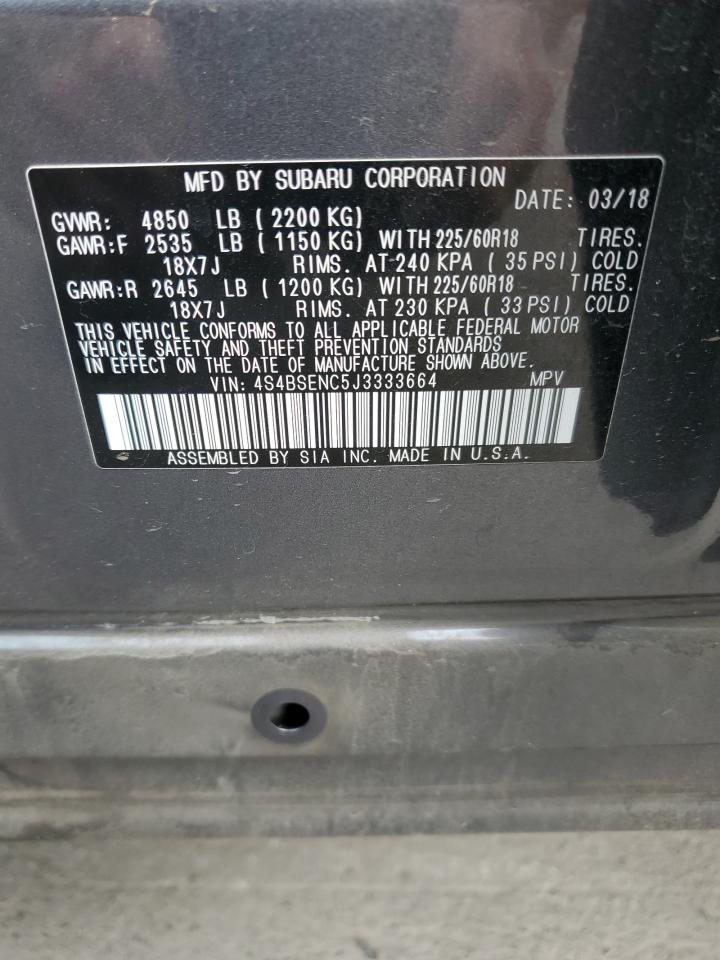 MFD BY SUBARU CORPORATION
DATE: 03/18
GVWR: 4850 LB ( 2200 KG)
GAWR:F 2535 LB ( 1150 KG) WITH 225/60R18 TIRES.
18X7J RIMS. AT 240 KPA ( 35 PSI) COLD
GAWR:R 2645 LB ( 1200 KG) WITH 225/60R18 TIRES.
18X7J RIMS. AT 230 KPA ( 33 PSI) COLD
THIS VEHICLE CONFORMS TO ALL APPLICABLE FEDERAL MOTOR
VEHICLE SAFETY AND THEFT PREVENTION STANDARDS
IN EFFECT ON THE DATE OF MANUFACTURE SHOWN ABOVE.
VIN: 4S4BSENC5J3333664 MPV
ASSEMBLED BY SIA INC. MADE IN U.S.A.